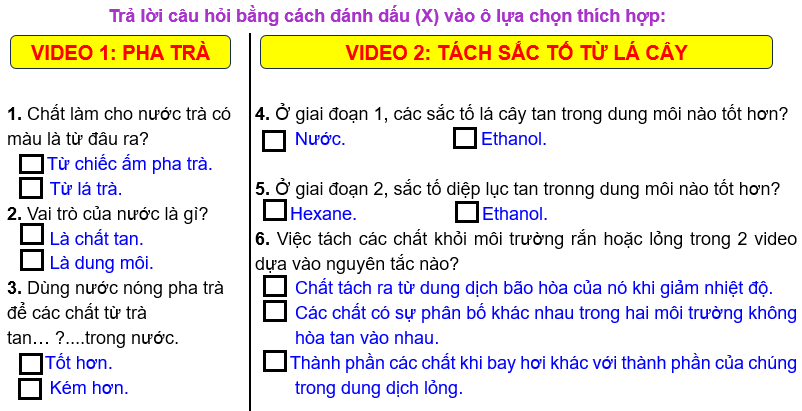 Trả lời câu hỏi bằng cách đánh dấu (X) vào ô lựa chọn thích hợp:
VIDEO 1: PHA TRÀ
1. Chất làm cho nước trà có
màu là từ đâu ra?
Từ chiếc ấm pha trà.
Từ lá trà.
2. Vai trò của nước là gì?
Là chất tan.
Là dung môi.
3. Dùng nước nóng pha trà
để các chất từ trà
tan… ?....trong nước.
Tốt hơn.
Kém hơn.
VIDEO 2: TÁCH SẮC TỐ TỪ LÁ CÂY
4. Ở giai đoạn 1, các sắc tố lá cây tan trong dung môi nào tốt hơn?
Nước. Ethanol.
5. Ở giai đoạn 2, sắc tố diệp lục tan tronng dung môi nào tốt hơn?
Hexane. Ethanol.
6. Việc tách các chất khỏi môi trường rắn hoặc lỏng trong 2 video
dựa vào nguyên tắc nào?
Chất tách ra từ dung dịch bão hòa của nó khi giảm nhiệt độ.
Các chất có sự phân bố khác nhau trong hai môi trường không
hòa tan vào nhau.
Thành phần các chất khi bay hơi khác với thành phần của chúng
trong dung dịch lỏng.